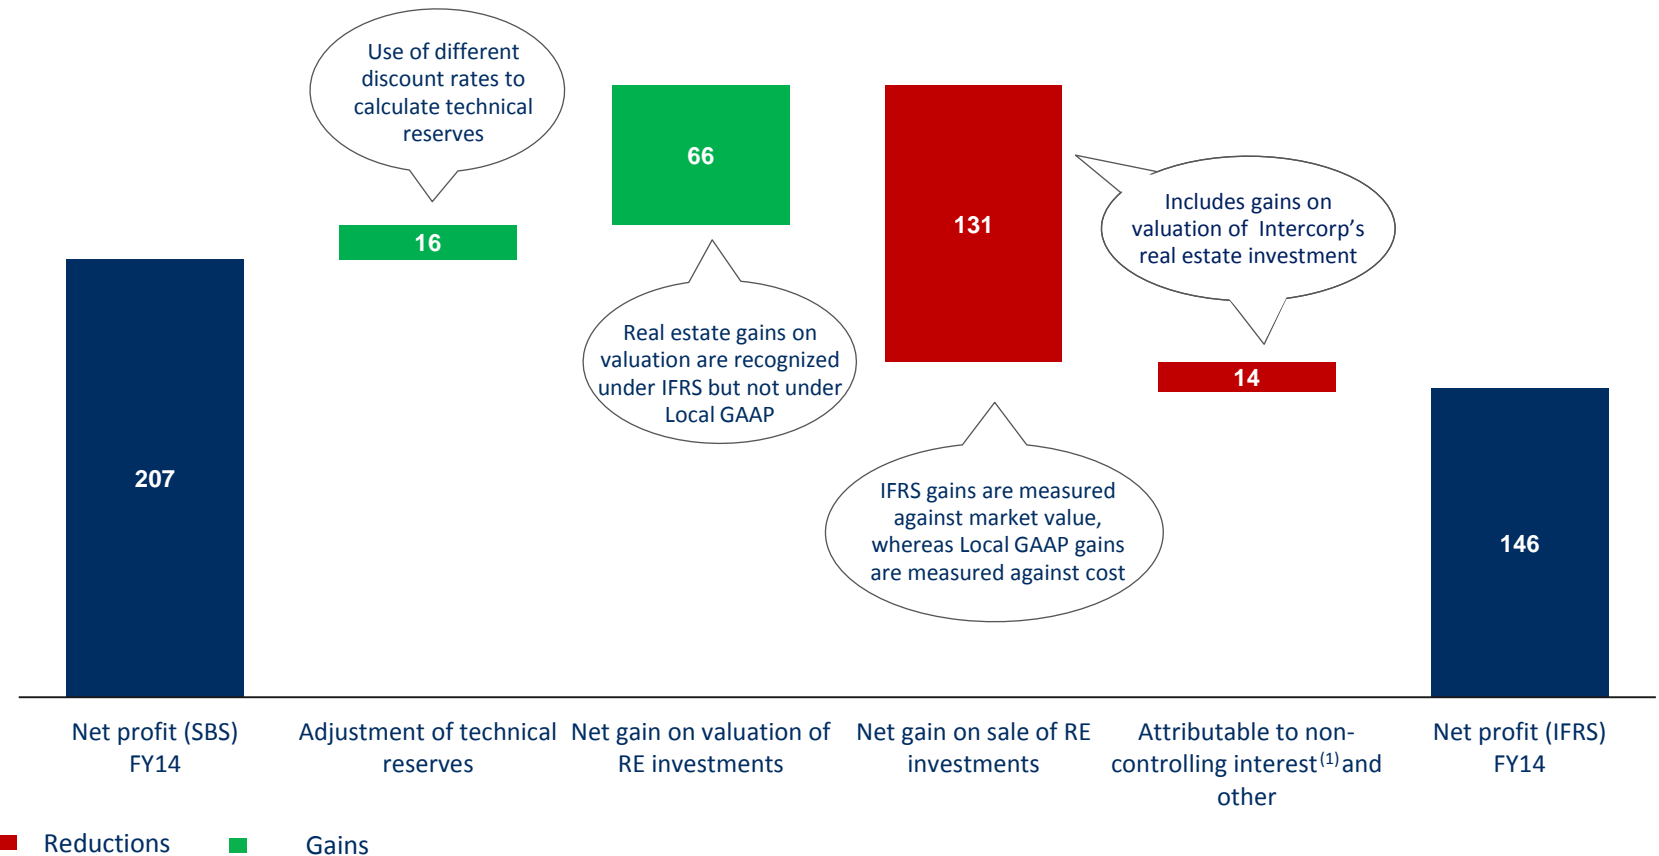 Use of different
discount rates to
calculate technical
reserves
66
16
131
Includes gains on
valuation of Intercorp's
real estate investment
Real estate gains on
valuation are recognized
under IFRS but not under
Local GAAP
14
207
IFRS gains are measured
against market value,
whereas Local GAAP gains
are measured against cost
146
Net profit (SBS)
FY14
Adjustment of technical
reserves
Net gain on valuation of
RE investments
Net gain on sale of RE
investments
Attributable to non-
controlling interest(1) and
other
Net profit (IFRS)
FY14
Reductions
Gains